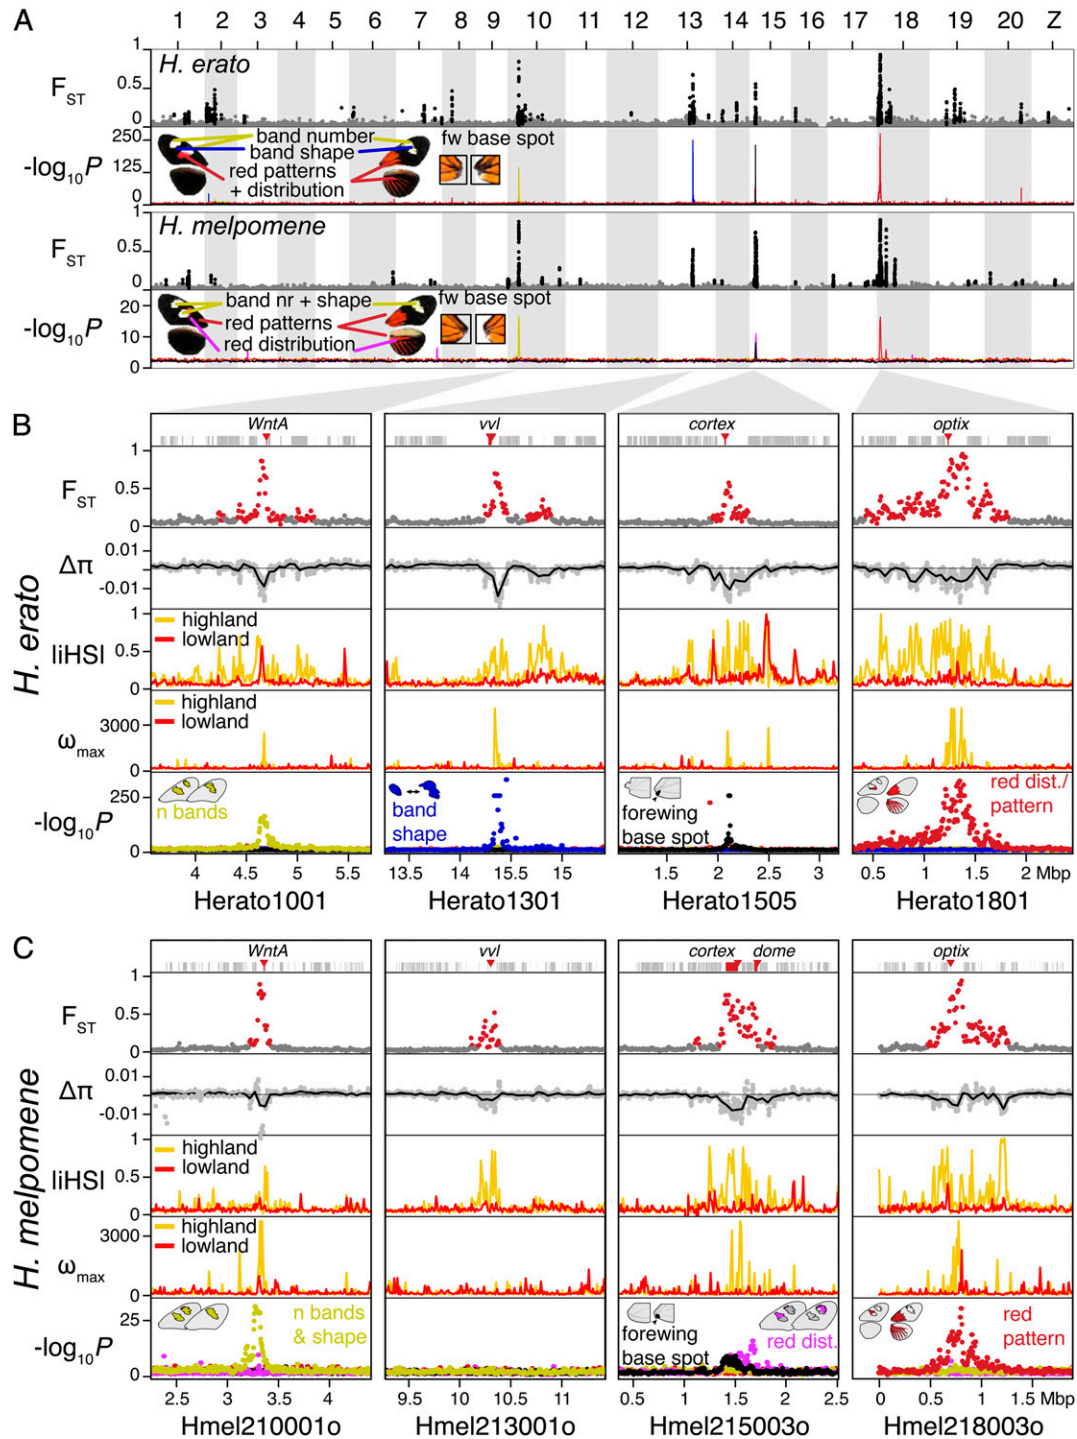 A
1 2 3 4 5 6 7 8 9 10 11 12 13 14 15 16 17 18 19 20 Z
H. erato
FST
1
0.5
0
-log10P
250
125
0
band number
band shape
red patterns
+ distribution
fw base spot
H. melpomene
FST
1
0.5
0
-log10P
20
10
0
band nr + shape
red patterns
red distribution
fw base spot
B
WntA vvl cortex optix
H. erato
FST
1
0.5
0
Δπ
0.01
-0.01
liHSI
1
0.5
0
highland
lowland
ωmax
3000
0
highland
lowland
-log10P
250
0
n bands
band
shape
forewing
base spot
red dist./
pattern
4 4.5 5 5.5 13.5 14 15.5 15 1.5 2 2.5 3 0.5 1 1.5 2 Mbp
Herato1001 Herato1301 Herato1505 Herato1801
C
WntA vvl cortex dome optix
H. melpomene
FST
1
0.5
0
Δπ
0.01
-0.01
liHSI
1
0.5
0
highland
lowland
ωmax
3000
0
highland
lowland
-log10P
25
0
n bands
& shape
forewing
base spot
red dist.
red
pattern
2.5 3 3.5 4 9.5 10 10.5 11 0.5 1 1.5 2 2.5 0 0.5 1 1.5 Mbp
Hmel210001o Hmel213001o Hmel215003o Hmel218003o